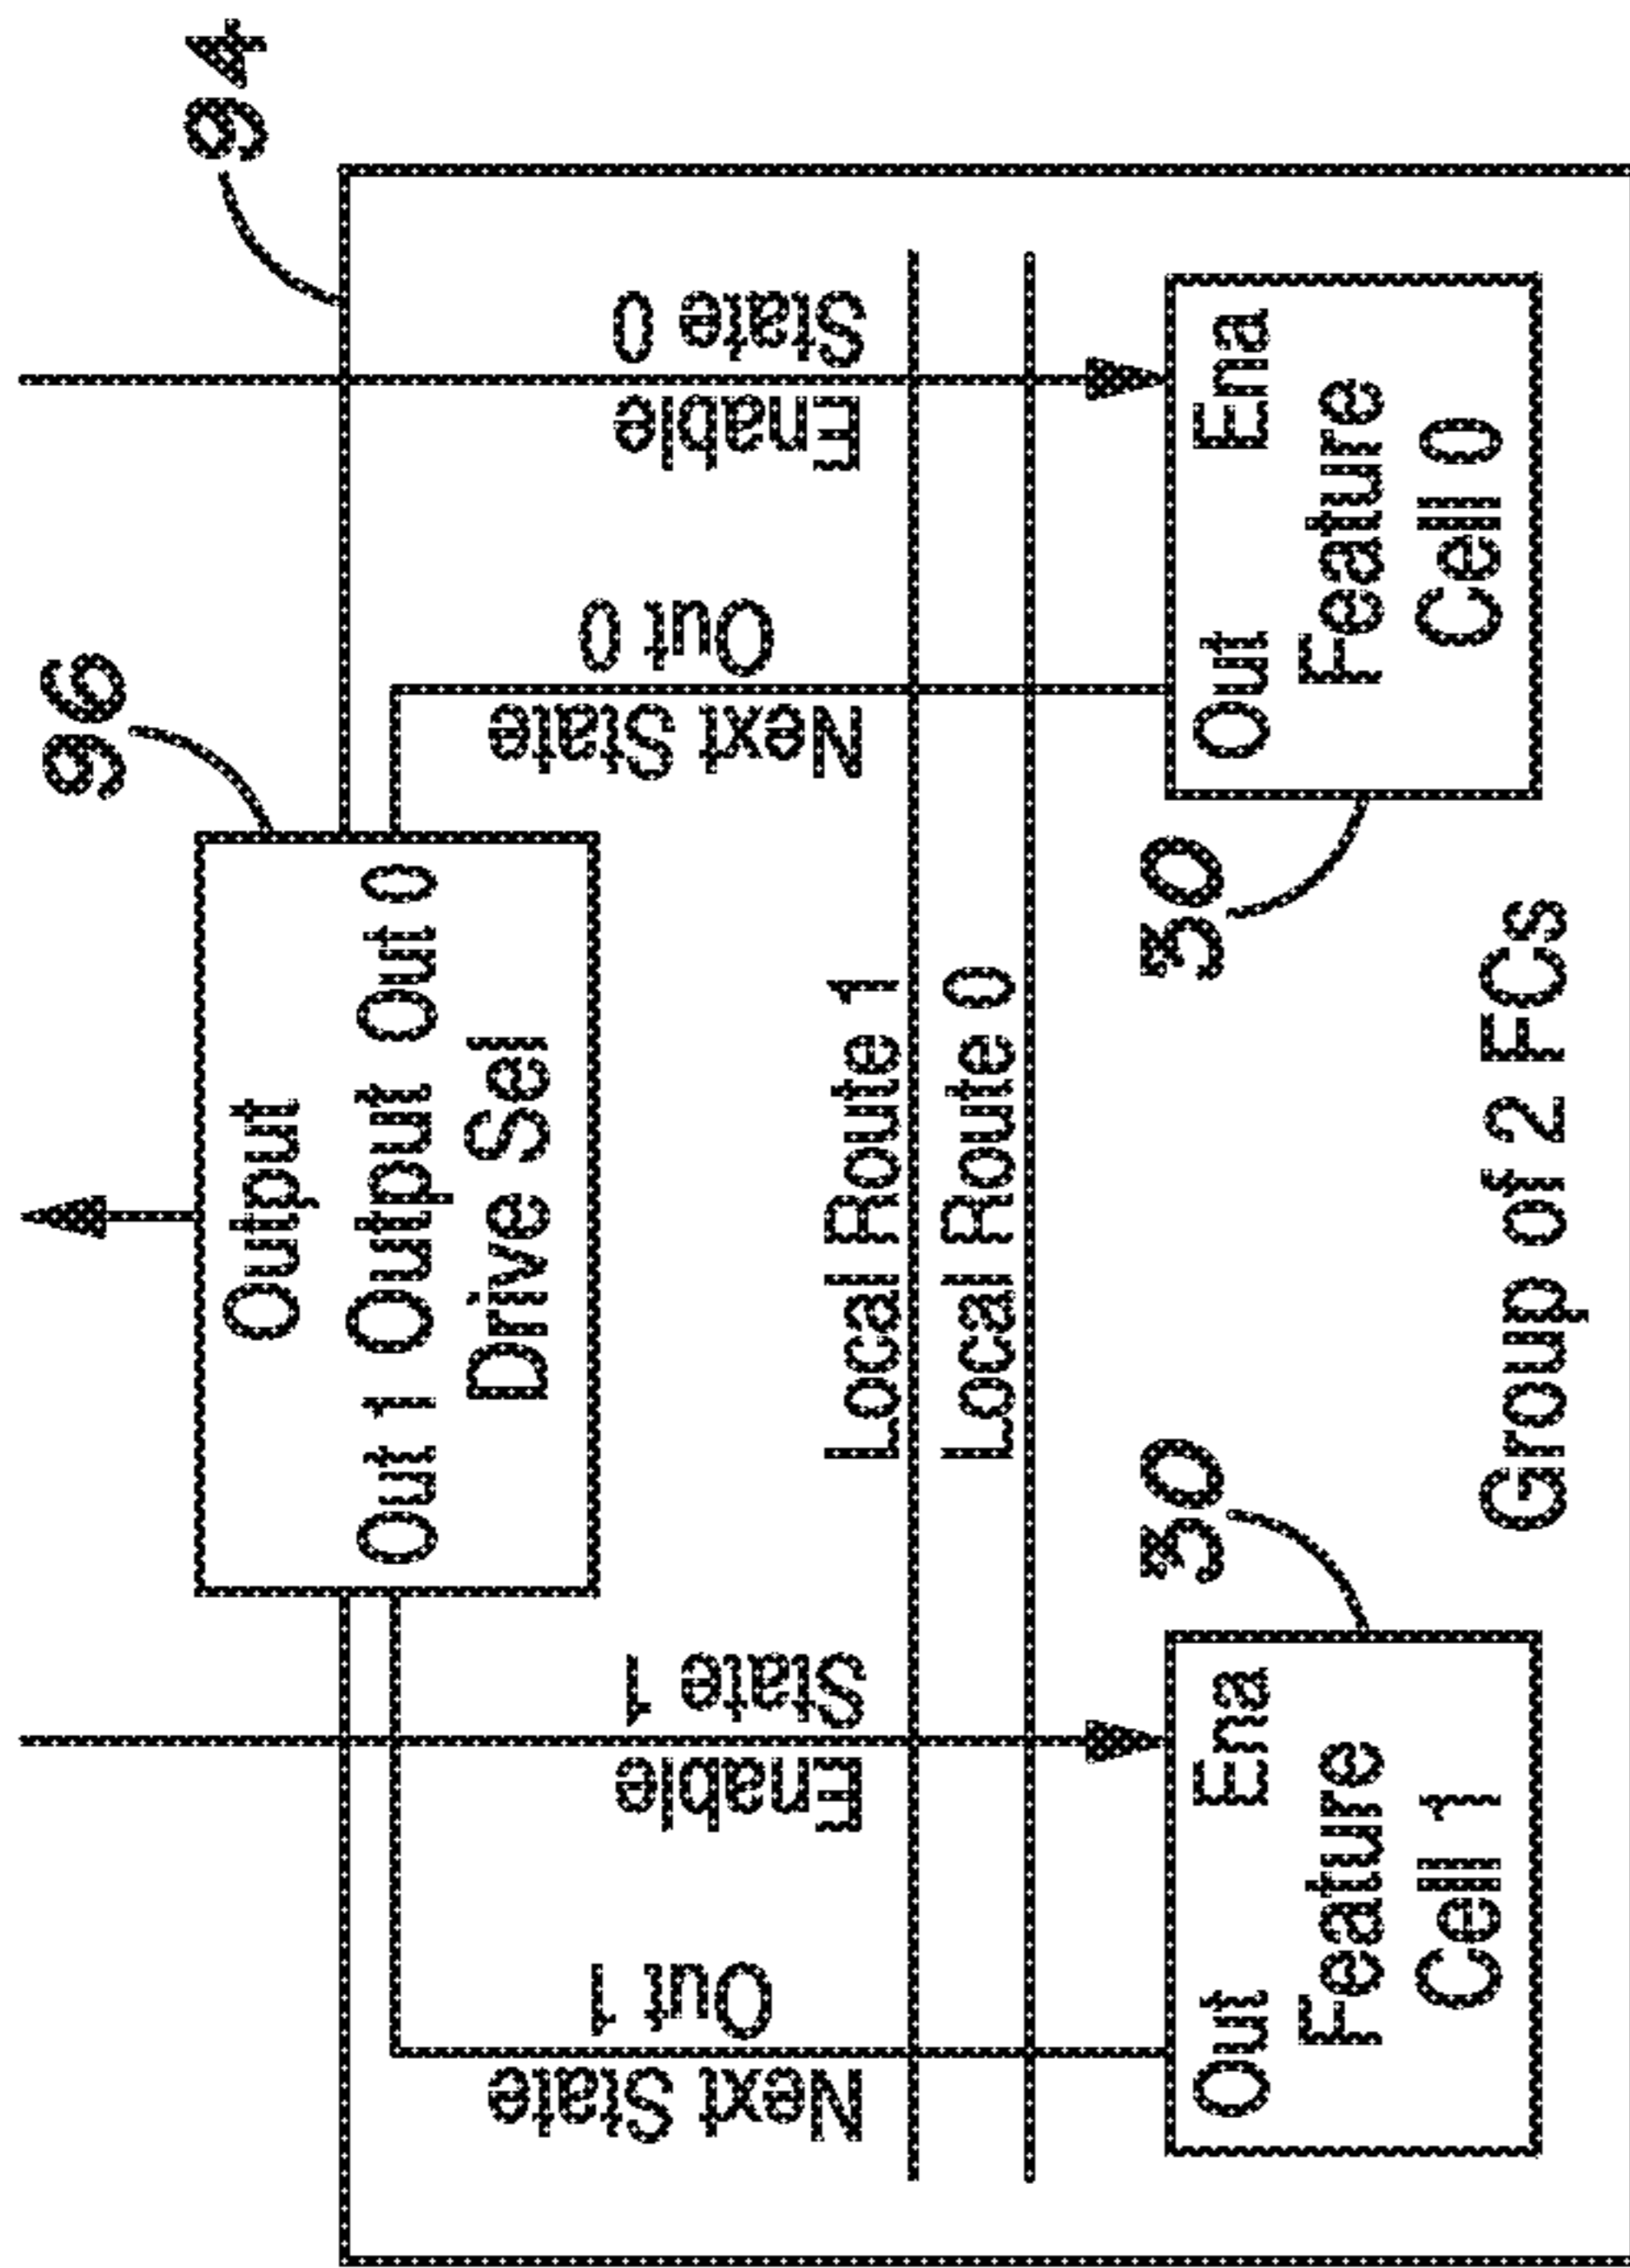 96
94
Output
Out 1 Output Out 0
Drive Sel
Next State
Out 1
Enable
State 1
Next State
Out 0
Enable
State 0
Local Route 1
Local Route 0
Out Ena
Feature
Cell 1
30
30
Out Ena
Feature
Cell 0
Group of 2 FCs